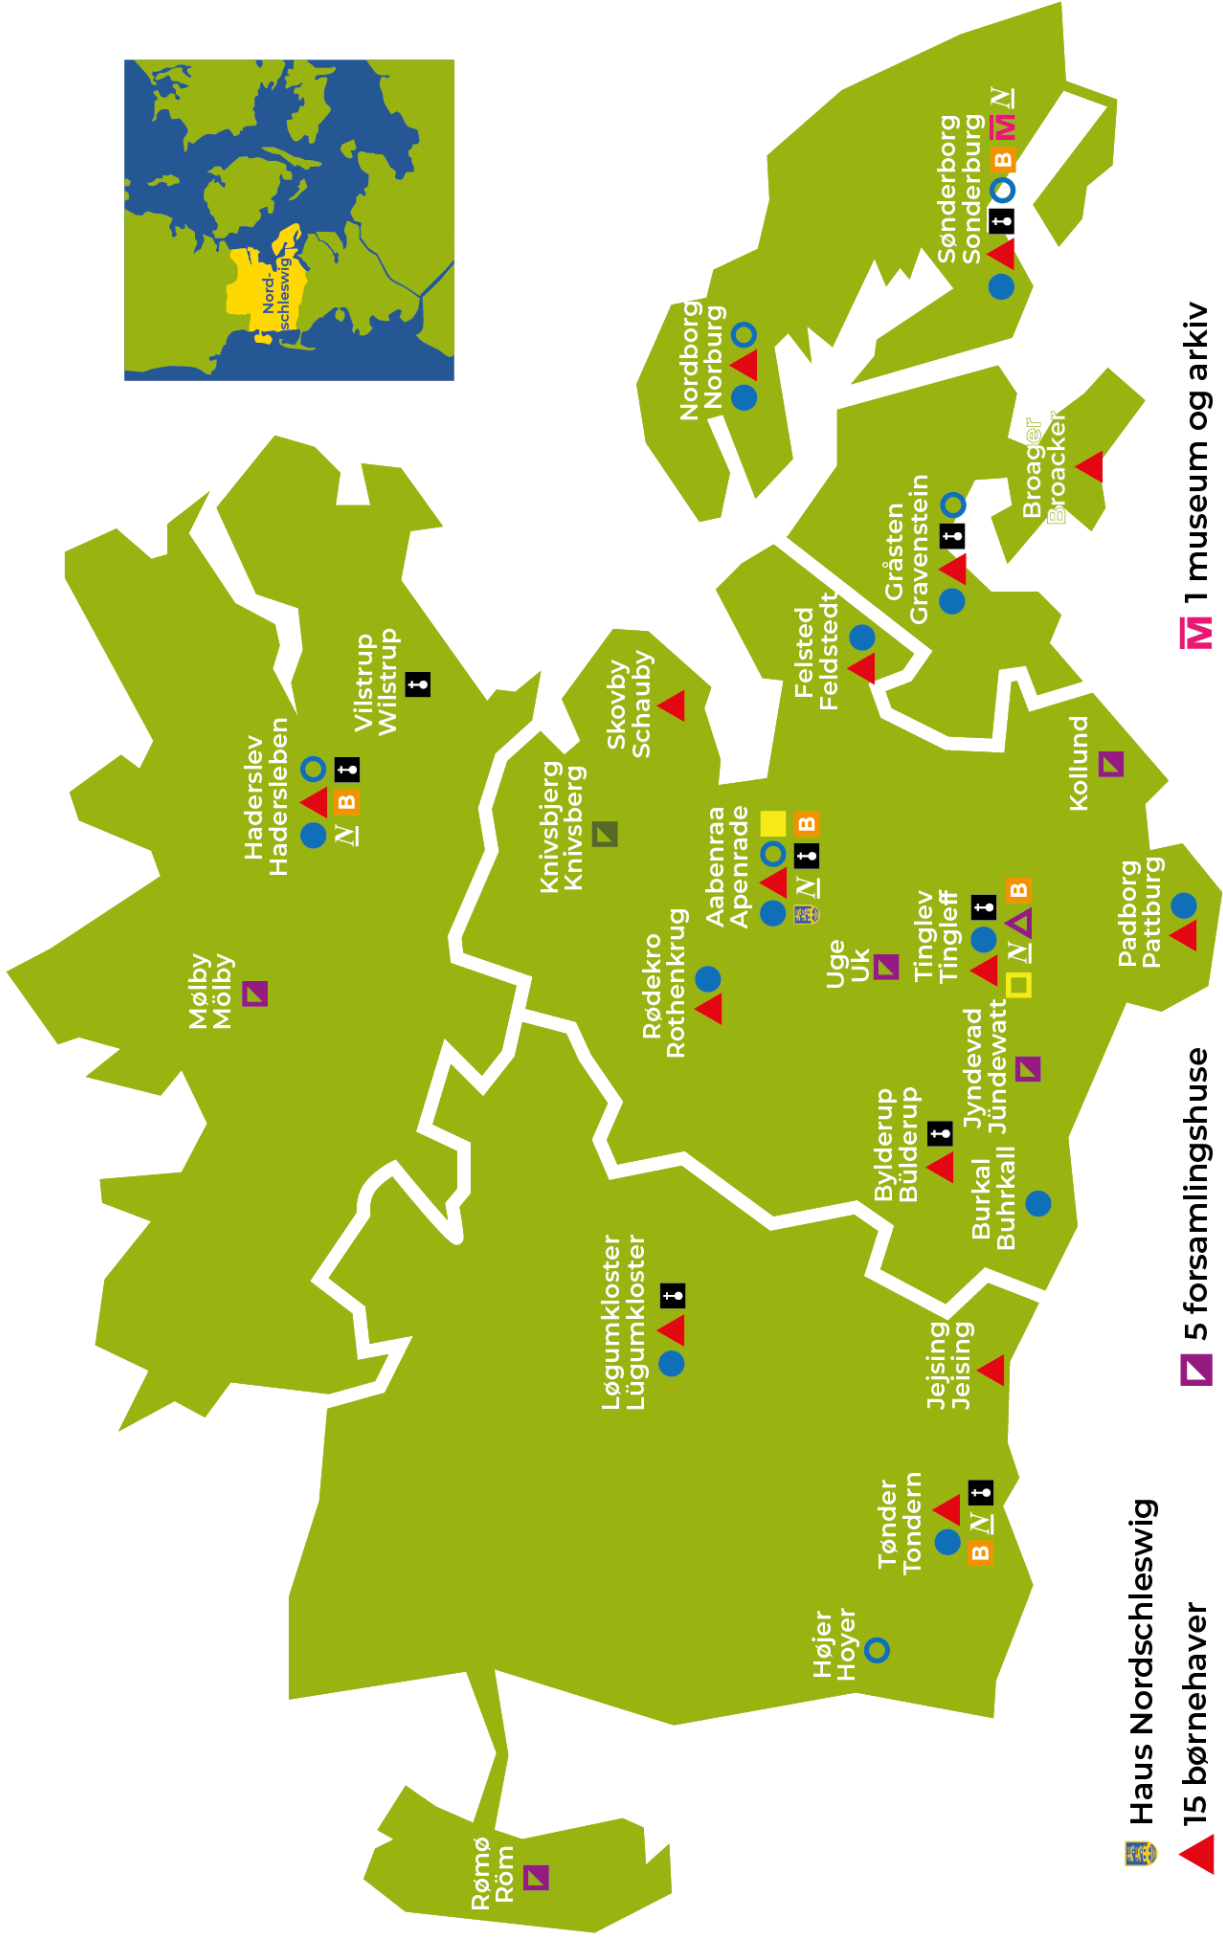 Nord-
schleswig
Haderslev
Hadersleben
N B
Vilstrup
Wilstrup
Mølby
Mölby
Nordborg
Norburg
Sønderborg
Sonderburg
B M N
Knivsbjerg
Knivsberg
Skovby
Schauby
Felsted
Feldstedt
Gråsten
Gravenstein
Broager
Broacker
Aabenraa
Apenrade
N B
Rødekro
Rothenkrug
Uge
Uk
Tinglev
Tingleff
N B
Kollund
Padborg
Pattburg
Jyndevad
Jündewatt
Bylderup
Bülderup
Burkal
Buhrkall
Løgumkloster
Lügumkloster
Jejsing
Jeising
Tønder
Tondern
B N
Højer
Hoyer
Rømø
Röm
Haus Nordschleswig
15 børnehaver
5 forsamlingshuse
M 1 museum og arkiv